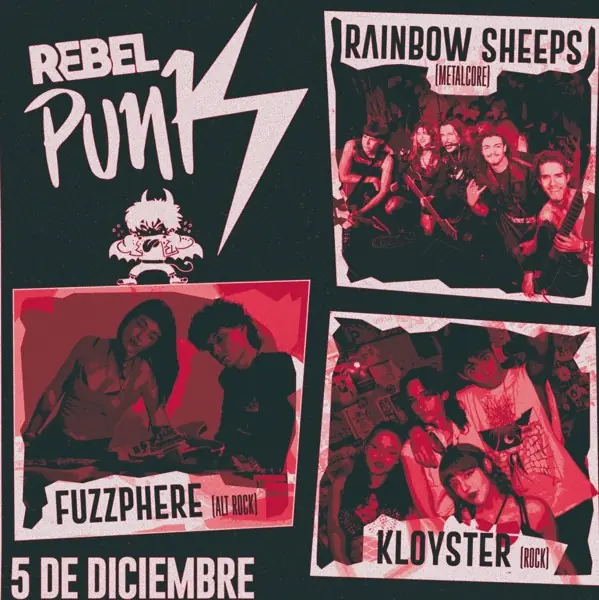 REBEL
PUNK
RAINBOW SHEEPS
(METALCORE)
FUZZPHERE (ALT ROCK)
KLOYSTER (ROCK)
5 DE DICIEMBRE